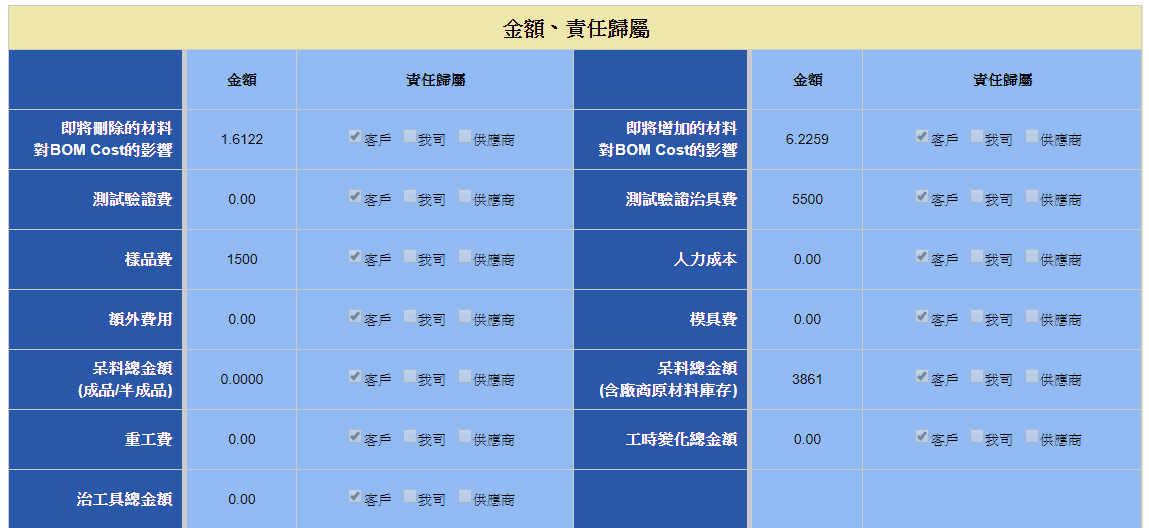 金額、責任歸屬
金額 責任歸屬 金額 責任歸屬
即將刪除的材料
對BOM Cost的影響
1.6122 客戶 我司 供應商
即將增加的材料
對BOM Cost的影響
6.2259 客戶 我司 供應商
測試驗證費 0.00 客戶 我司 供應商 測試驗證治具費 5500 客戶 我司 供應商
樣品費 1500 客戶 我司 供應商 人力成本 0.00 客戶 我司 供應商
額外費用 0.00 客戶 我司 供應商 模具費 0.00 客戶 我司 供應商
呆料總金額
(成品/半成品)
0.0000 客戶 我司 供應商
呆料總金額
(含廠商原材料庫存)
3861 客戶 我司 供應商
重工費 0.00 客戶 我司 供應商 工時變化總金額 0.00 客戶 我司 供應商
治工具總金額 0.00 客戶 我司 供應商